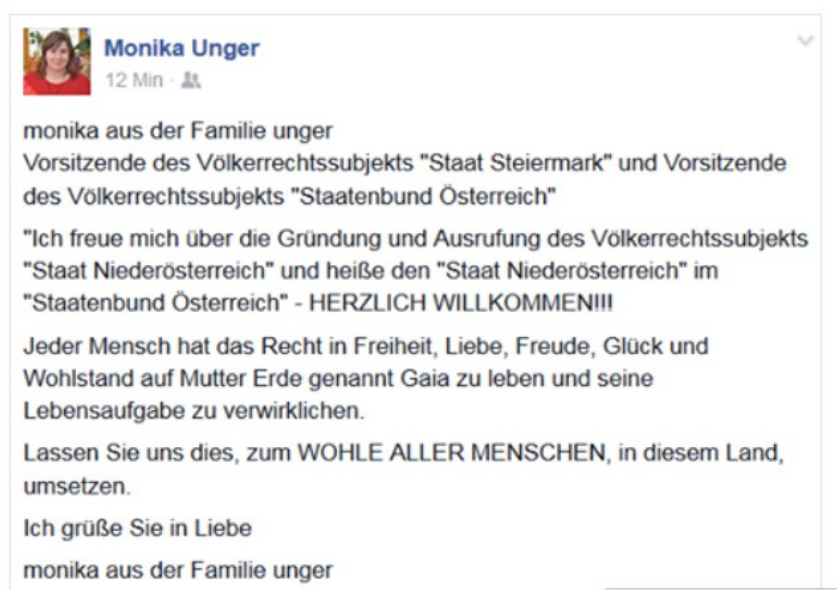 Monika Unger
12 Min ·
monika aus der Familie unger
Vorsitzende des Völkerrechtssubjekts "Staat Steiermark" und Vorsitzende
des Völkerrechtssubjekts "Staatenbund Österreich"
"Ich freue mich über die Gründung und Ausrufung des Völkerrechtssubjekts
"Staat Niederösterreich" und heiße den "Staat Niederösterreich" im
"Staatenbund Österreich" - HERZLICH WILLKOMMEN!!!
Jeder Mensch hat das Recht in Freiheit, Liebe, Freude, Glück und
Wohlstand auf Mutter Erde genannt Gaia zu leben und seine
Lebensaufgabe zu verwirklichen.
Lassen Sie uns dies, zum WOHLE ALLER MENSCHEN, in diesem Land,
umsetzen.
Ich grüße Sie in Liebe
monika aus der Familie unger